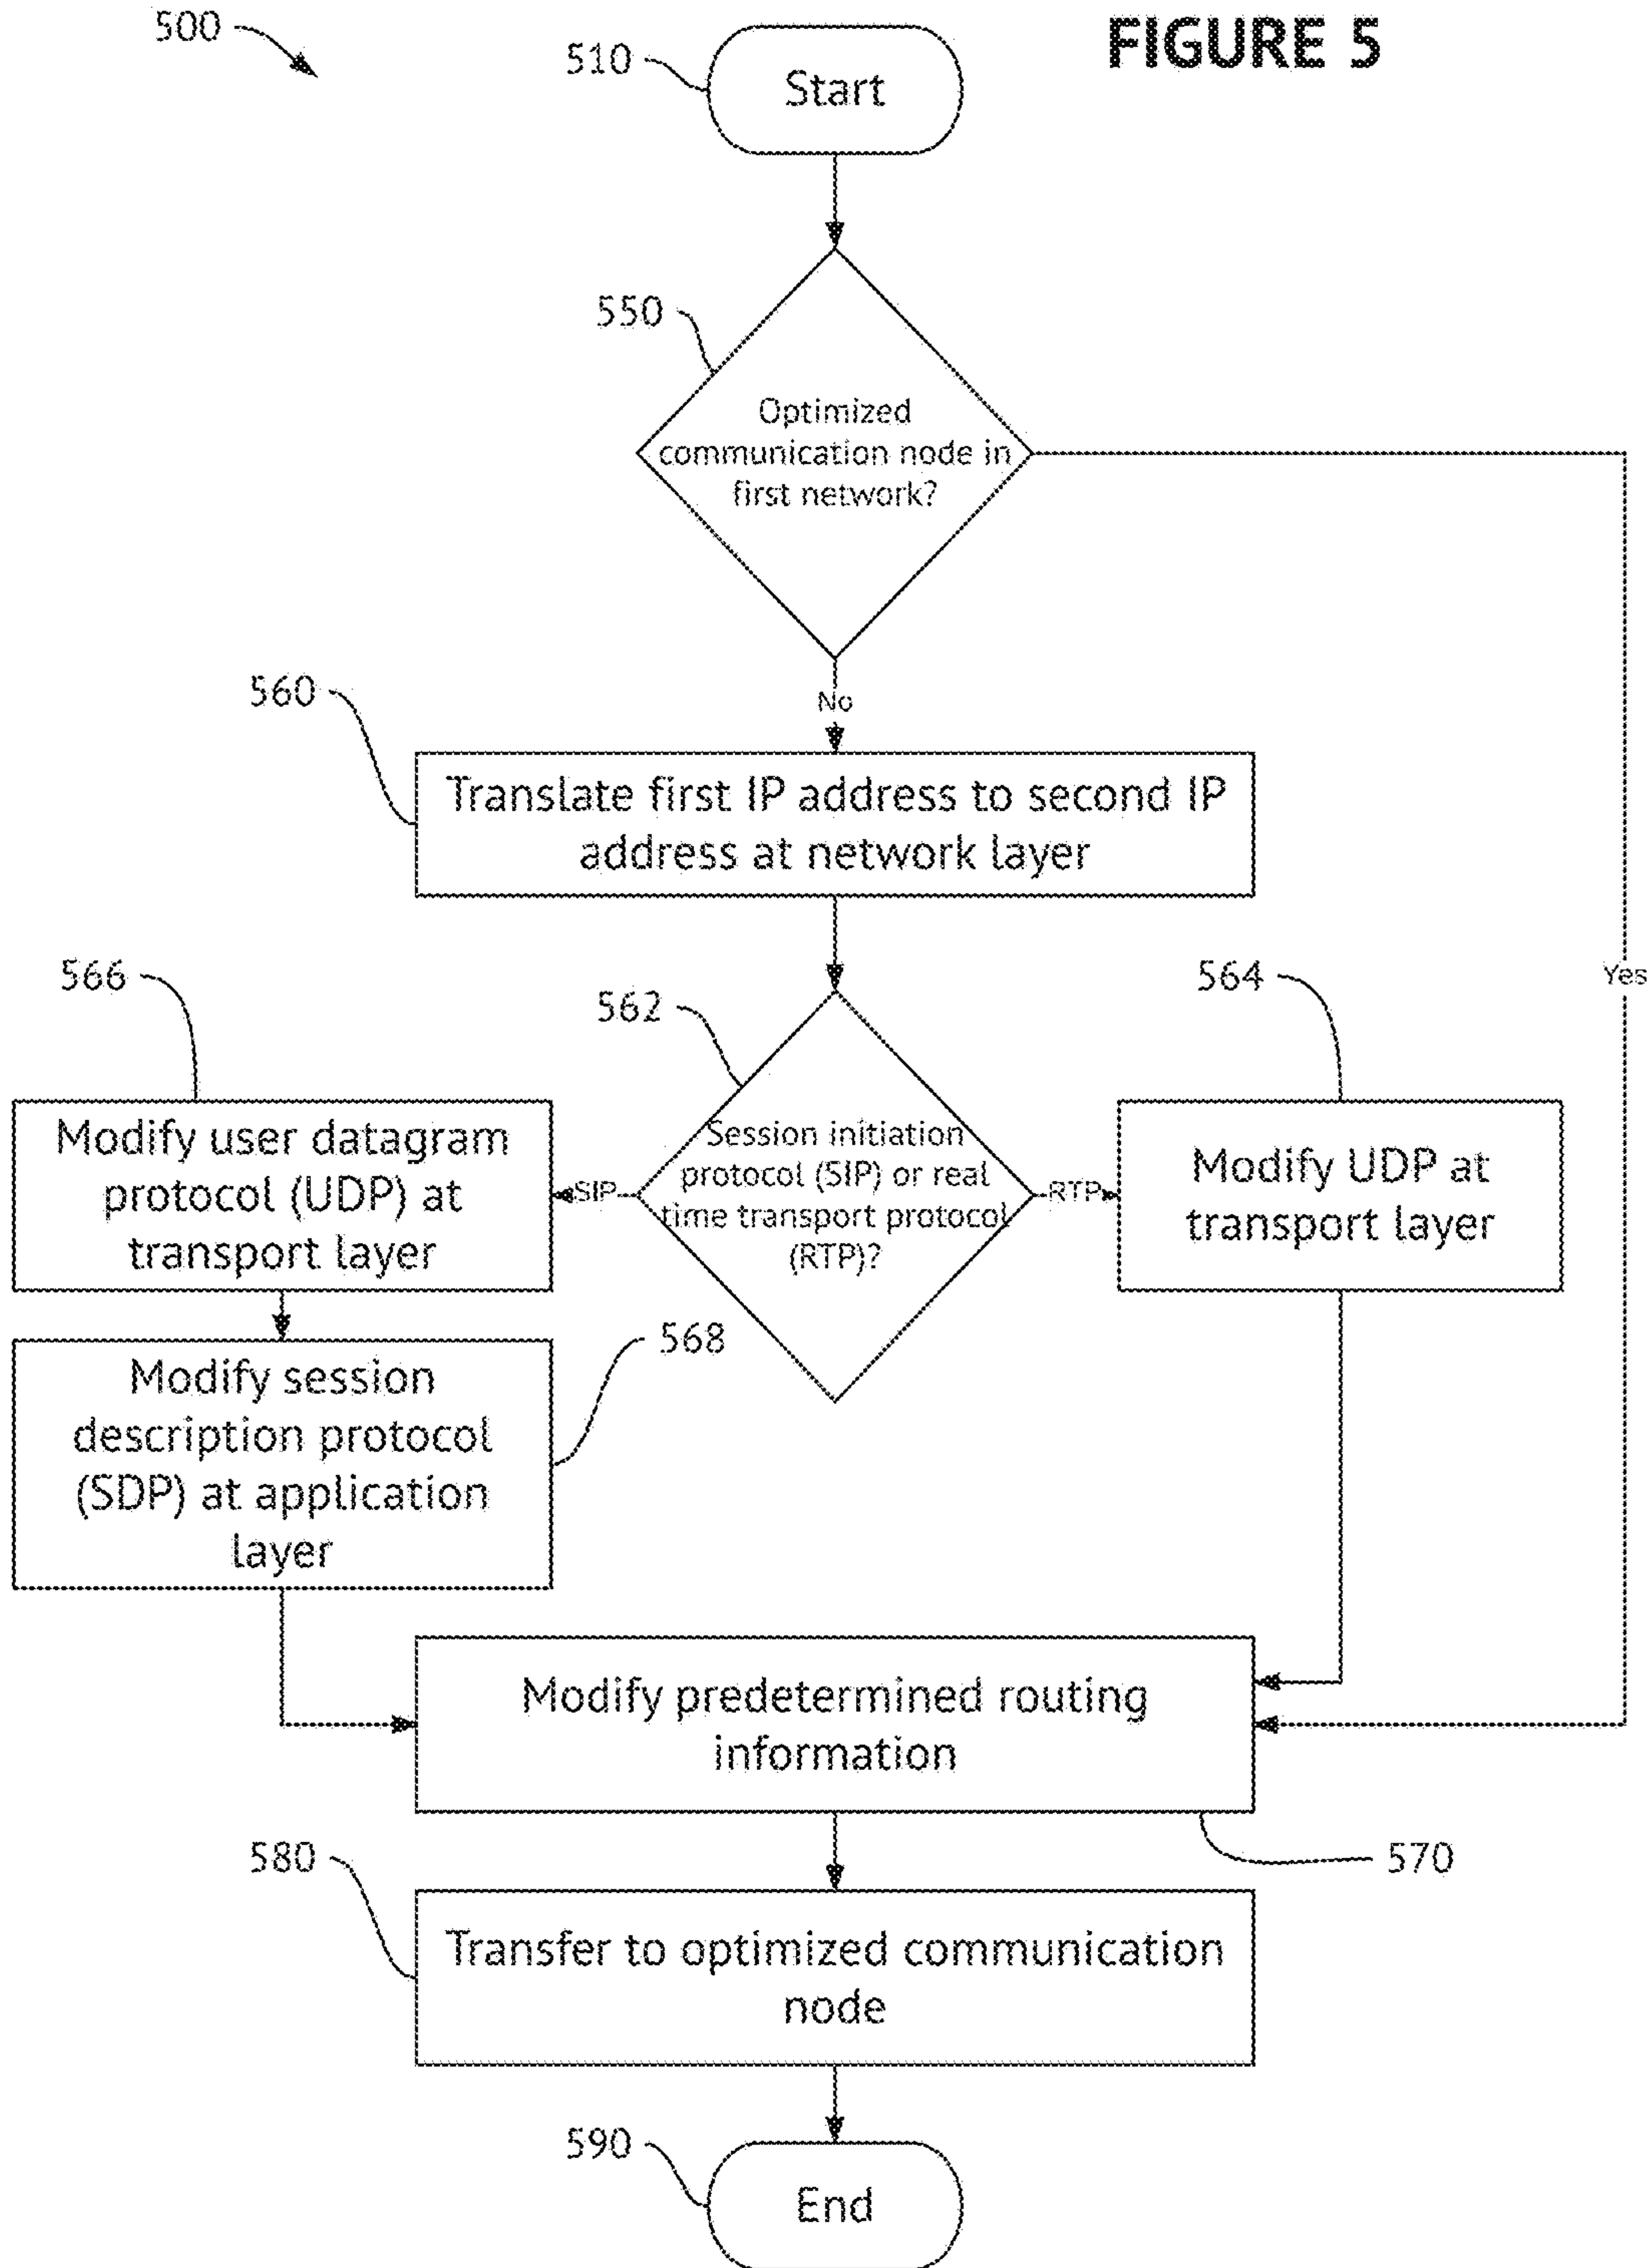 500
510
Start
FIGURE 5
550
Optimized
communication node in
first network?
No
560
Translate first IP address to second IP
address at network layer
Yes
566
562
564
Modify user datagram
protocol (UDP) at
transport layer
SIP
Session initiation
protocol (SIP) or real
time transport protocol
(RTP)?
RTP
Modify UDP at
transport layer
568
Modify session
description protocol
(SDP) at application
layer
Modify predetermined routing
information
570
580
Transfer to optimized communication
node
590
End